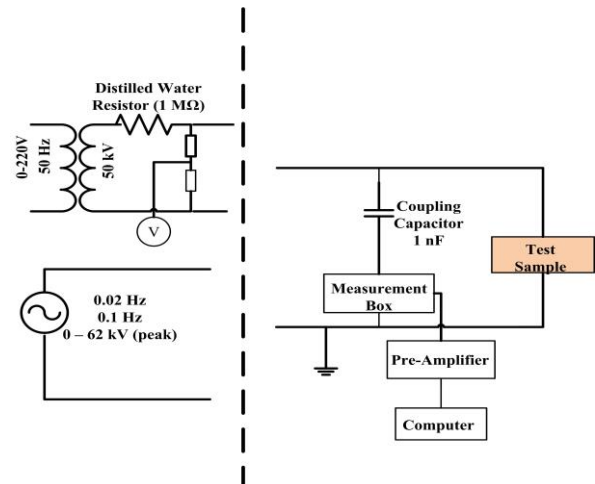 Distilled Water
Resistor (1 MΩ)
0-220V
50 Hz
50 kV
V
0.02 Hz
0.1 Hz
0 – 62 kV (peak)
Coupling
Capacitor
1 nF
Test
Sample
Measurement
Box
Pre-Amplifier
Computer